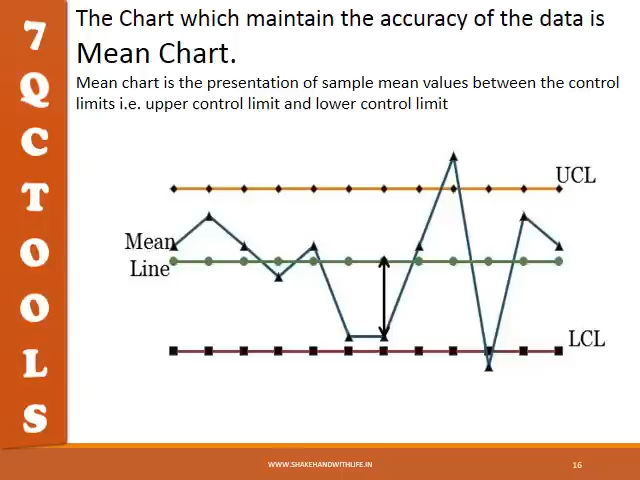 7
Q
C
T
O
O
L
S
The Chart which maintain the accuracy of the data is
Mean Chart.
Mean chart is the presentation of sample mean values between the control
limits i.e. upper control limit and lower control limit
UCL
Mean
Line
LCL
WWW.SHAKEHANDWITHLIFE.IN
16